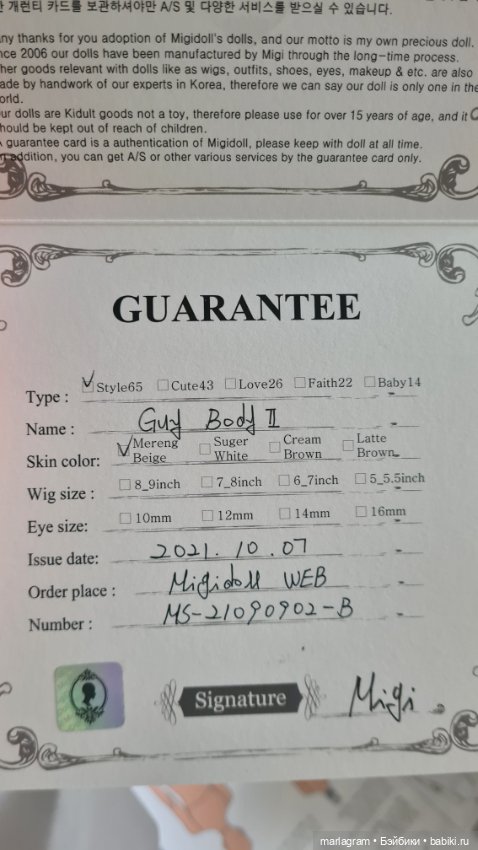 한 개런티 카드를 보관하셔야만 A/S 및 다양한 서비스를 받으실 수 있습니다.
any thanks for you adoption of Migidoll's dolls, and our motto is my own precious doll.
nce 2006 our dolls have been manufactured by Migi through the long-time process.
her goods relevant with dolls like as wigs, outfits, shoes, eyes, makeup & etc. are also
ade by handwork of our experts in Korea, therefore we can say our doll is only one in the
orld.
ur dolls are Kidult goods not a toy, therefore please use for over 15 years of age, and it
hould be kept out of reach of children.
guarantee card is a authentication of Migidoll, please keep with doll at all time.
n addition, you can get A/S or other various services by the guarantee card only.
GUARANTEE
Type : Style65 Cute43 Love26 Faith22 Baby14
Name : Guy Body II
Skin color: Mereng Beige Suger White Cream Brown Latte Brown
Wig size : 8_9inch 7_8inch 6_7inch 5_5.5inch
Eye size: 10mm 12mm 14mm 16mm
Issue date: 2021. 10. 07
Order place : Migidoll WEB
Number : MS-21090902-B
Signature Migi
marlagram • Бэйбики • babiki.ru